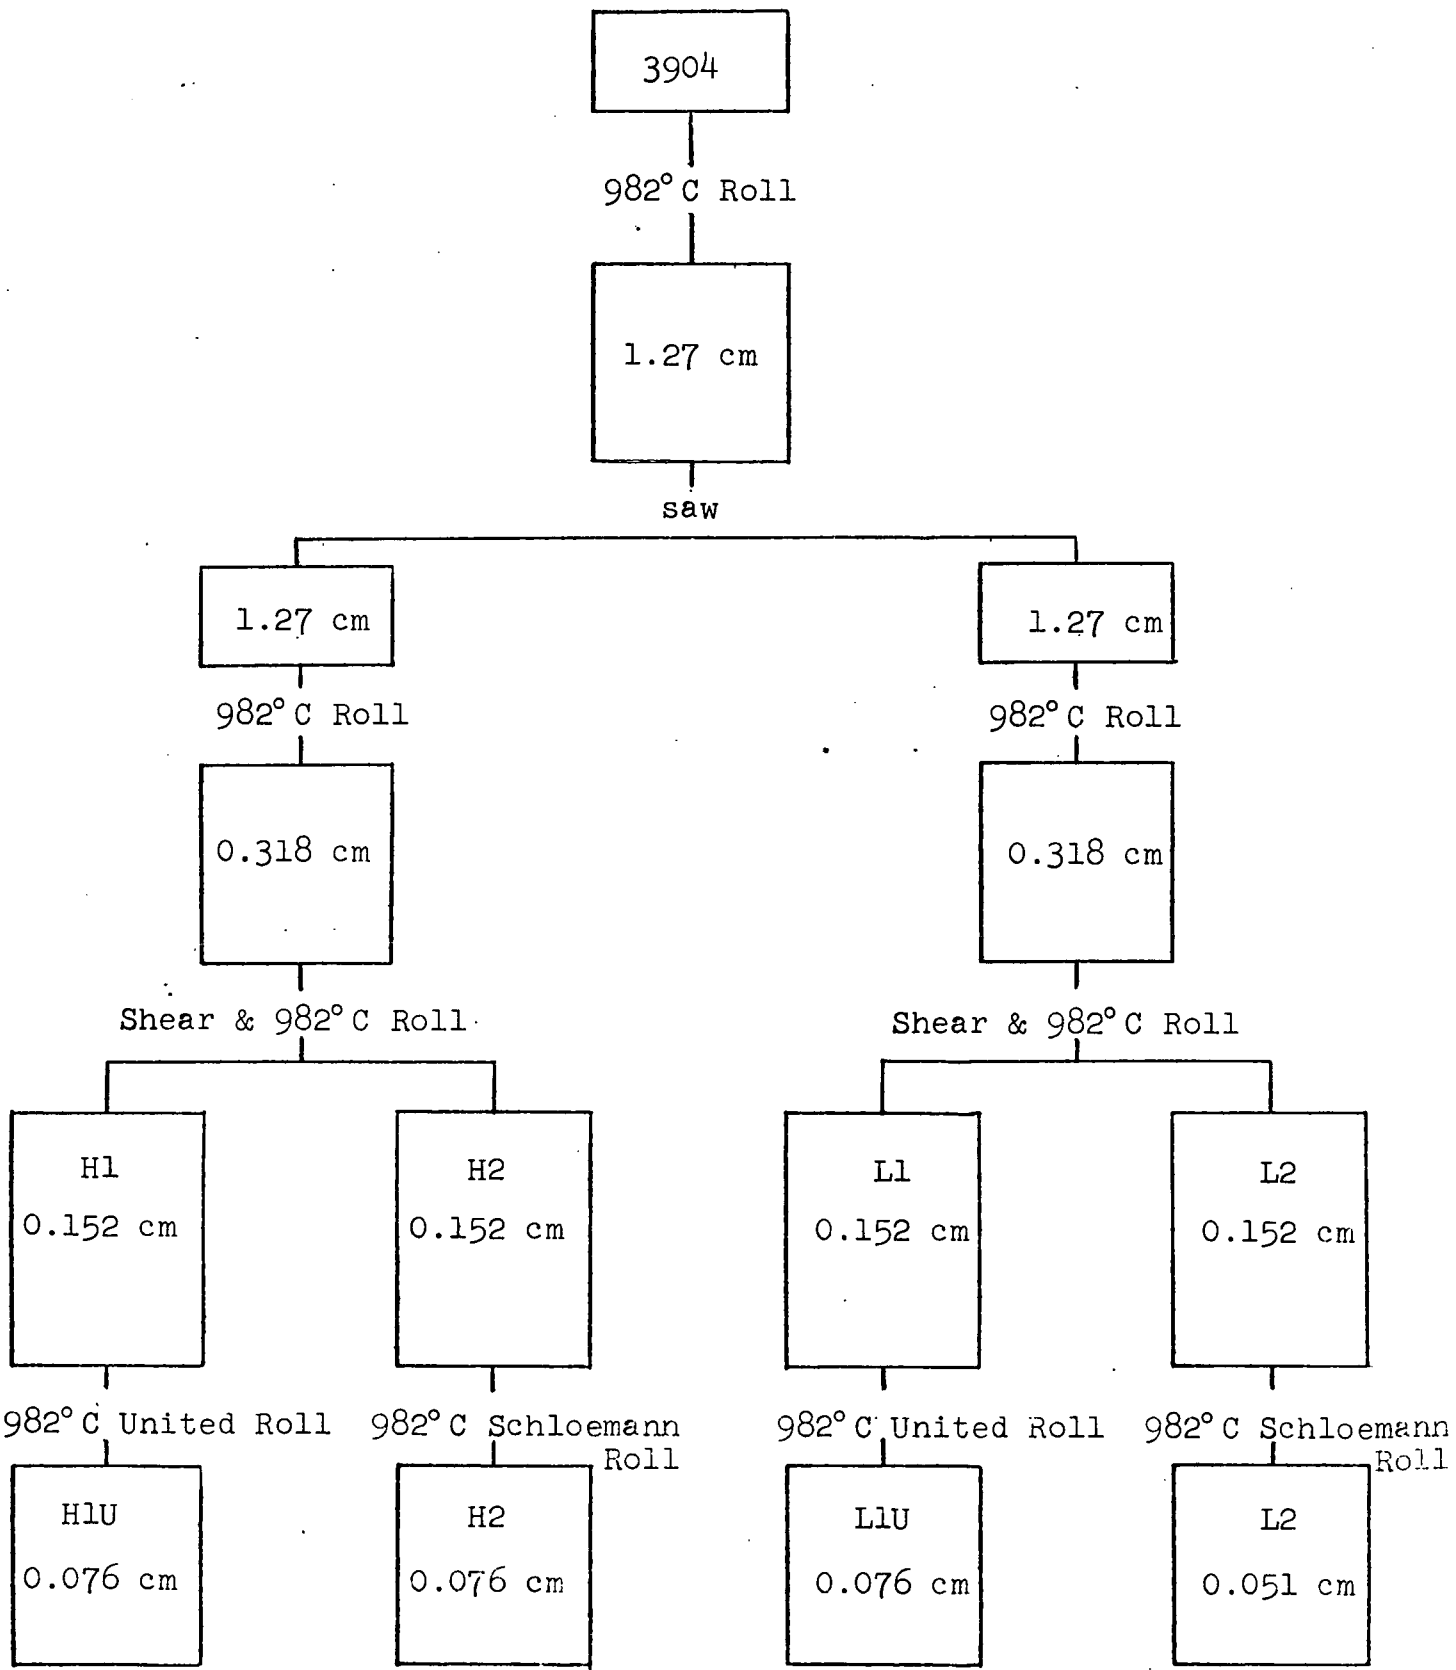 3904
982°C Roll
1.27 cm
saw
1.27 cm
1.27 cm
982°C Roll
982°C Roll
0.318 cm
0.318 cm
Shear & 982°C Roll
Shear & 982°C Roll
H1
0.152 cm
H2
0.152 cm
L1
0.152 cm
L2
0.152 cm
982°C United Roll
982°C Schloemann
Roll
982°C United Roll
982°C Schloemann
Roll
H1U
0.076 cm
H2
0.076 cm
L1U
0.076 cm
L2
0.051 cm